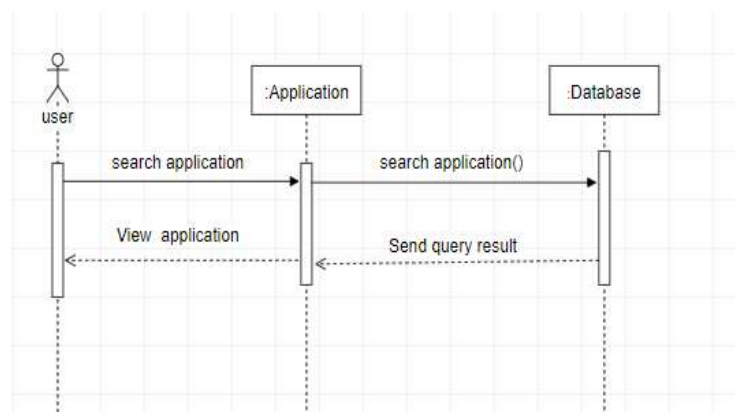 user
:Application
:Database
search application
search application()
View application
Send query result